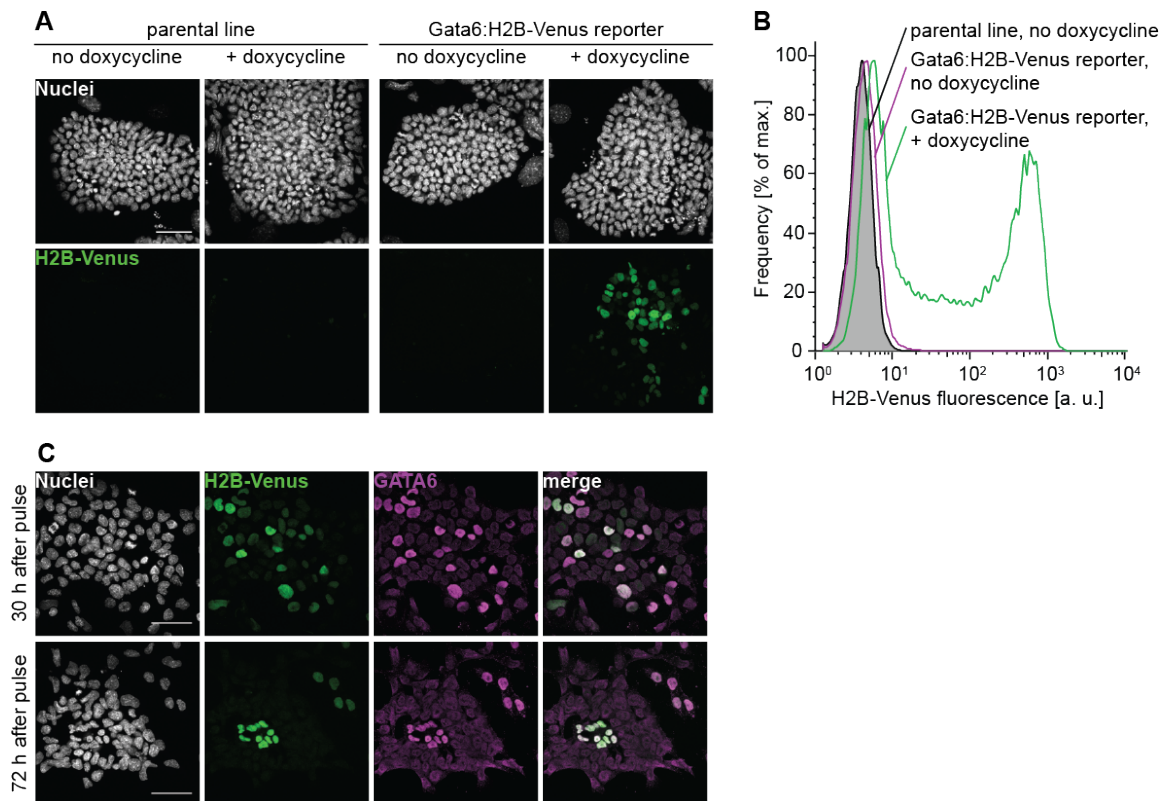 A
parental line
Gata6:H2B-Venus reporter
no doxycycline
+ doxycycline
no doxycycline
+ doxycycline
Nuclei
H2B-Venus
B
parental line, no doxycycline
Gata6:H2B-Venus reporter,
no doxycycline
Gata6:H2B-Venus reporter,
+ doxycycline
Frequency [% of max.]
100
80
60
40
20
0
10⁰
10¹
10²
10³
10⁴
H2B-Venus fluorescence [a. u.]
C
Nuclei
H2B-Venus
GATA6
merge
30 h after pulse
72 h after pulse